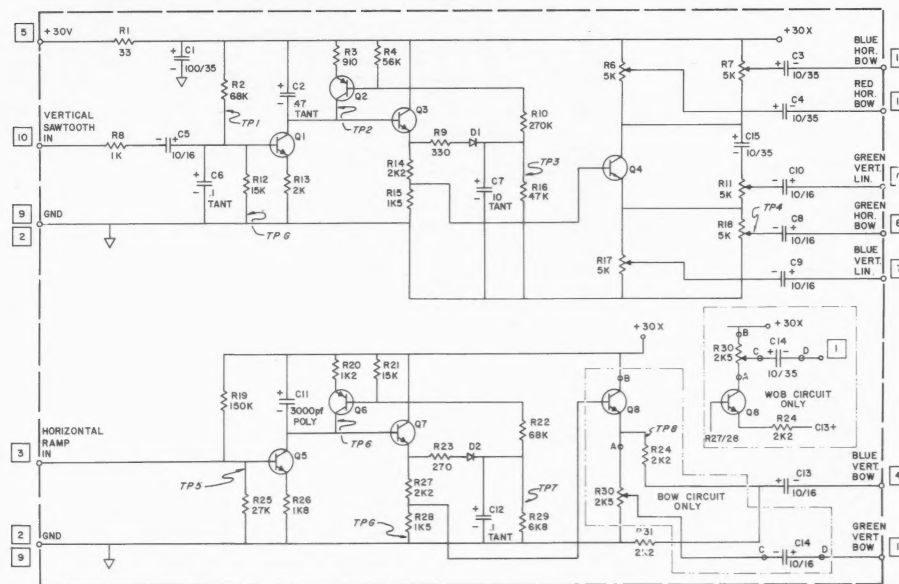 5
+30V
R1
33
C1
100/35
R2
68K
TP1
C2
47
TANT
R3
910
R4
56K
Q2
TP2
Q3
R9
330
D1
R10
270K
TP3
+30X
R6
5K
R7
5K
C3
10/35
BLUE
HOR.
BOW
C4
10/35
RED
HOR.
BOW
10
VERTICAL
SAWTOOTH
IN
R8
1K
C5
10/16
C6
.1
TANT
R12
15K
Q1
R13
2K
TPG
R14
2K2
R15
1K5
C7
10
TANT
R16
47K
Q4
C15
10/35
R11
5K
C10
10/16
GREEN
VERT.
LIN.
TP4
R18
5K
C8
10/16
GREEN
HOR.
BOW
6
R17
5K
C9
10/16
BLUE
VERT.
LIN.
7
9
GND
2
+30X
R19
150K
C11
3000pf
POLY
R20
1K2
R21
15K
Q6
TP6
Q7
R23
270
D2
R22
68K
TP7
3
HORIZONTAL
RAMP
IN
TP5
Q5
R25
27K
R26
1K8
R27
2K2
R28
1K5
TPG
C12
.1
TANT
R29
6K8
B
Q8
TP8
A
R24
2K2
R30
2K5
BOW CIRCUIT
ONLY
R31
2K2
C13
10/16
BLUE
VERT.
BOW
4
C
C14
D
10/16
GREEN
VERT
BOW
+30X
B
R30
2K5
C
C14
D
1
10/35
A
Q8
WOB CIRCUIT
ONLY
R24
2K2
C13+
R27/28
2
GND
9